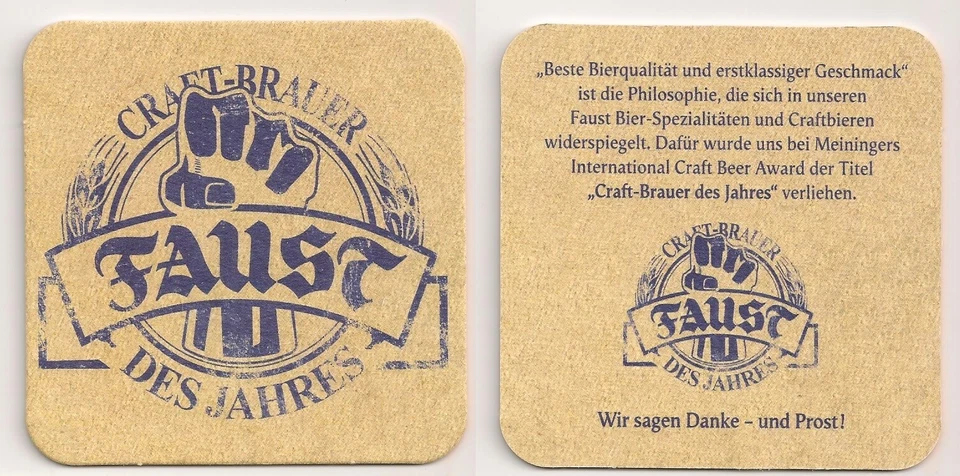 CRAFT-BRAUER
FAUST
DES JAHRES
„Beste Bierqualität und erstklassiger Geschmack“
ist die Philosophie, die sich in unseren
Faust Bier-Spezialitäten und Craftbieren
widerspiegelt. Dafür wurde uns bei Meiningers
International Craft Beer Award der Titel
„Craft-Brauer des Jahres“ verliehen.
CRAFT-BRAUER
FAUST
DES JAHRES
Wir sagen Danke – und Prost!